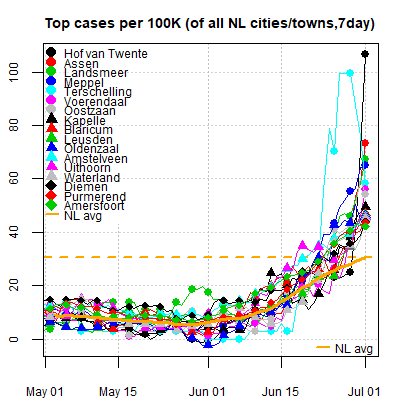 Top cases per 100K (of all NL cities/towns,7day)
Hof van Twente
Assen
Landsmeer
Meppel
Terschelling
Voerendaal
Oostzaan
Kapelle
Blaricum
Leusden
Oldenzaal
Amstelveen
Uithoorn
Waterland
Diemen
Purmerend
Amersfoort
NL avg
100
80
60
40
20
0
NL avg
May 01
May 15
Jun 01
Jun 15
Jul 01